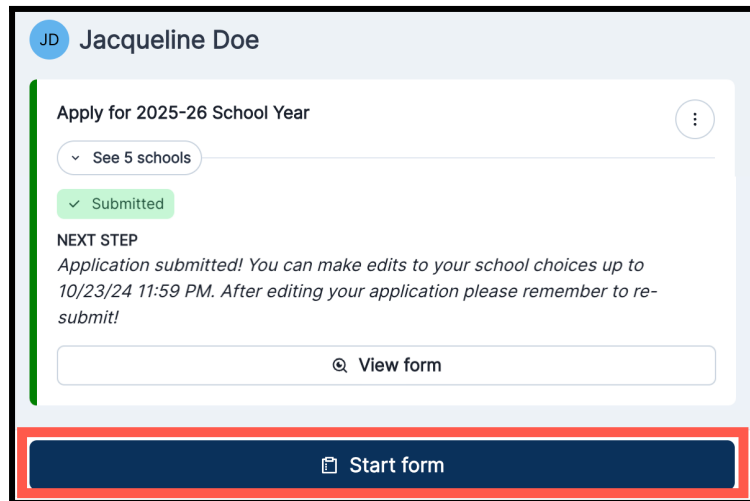 JD Jacqueline Doe
Apply for 2025-26 School Year
See 5 schools
Submitted
NEXT STEP
Application submitted! You can make edits to your school choices up to
10/23/24 11:59 PM. After editing your application please remember to re-
submit!
View form
Start form